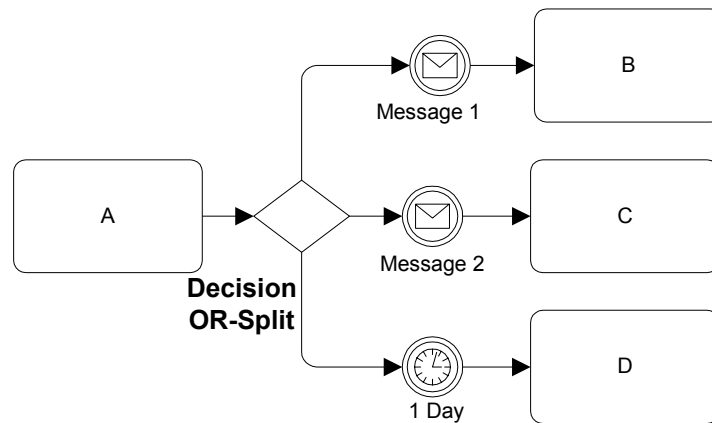 B
Message 1
A
C
Message 2
Decision
OR-Split
D
1 Day